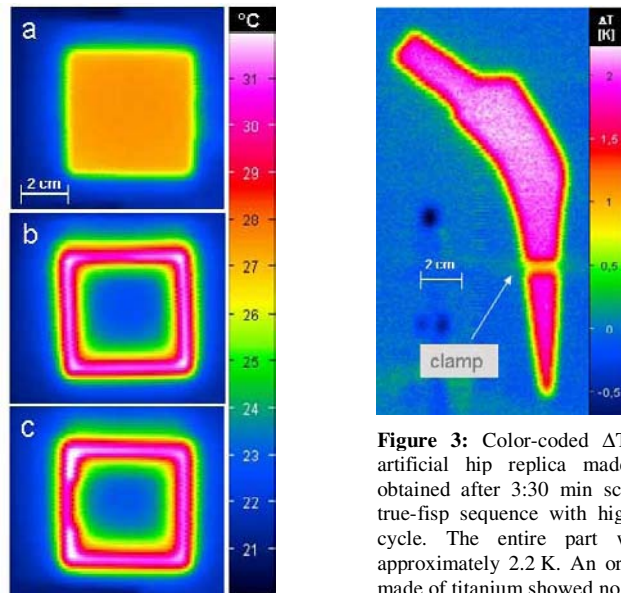 a
2 cm
b
c
°C
31
30
29
28
27
26
25
24
23
22
21
ΔT
[K]
2
1,5
1
0,5
0
-0,5
2 cm
clamp
Figure 3: Color-coded ΔT
artificial hip replica made
obtained after 3:30 min sc
true-fisp sequence with hig
cycle. The entire part w
approximately 2.2 K. An or
made of titanium showed no